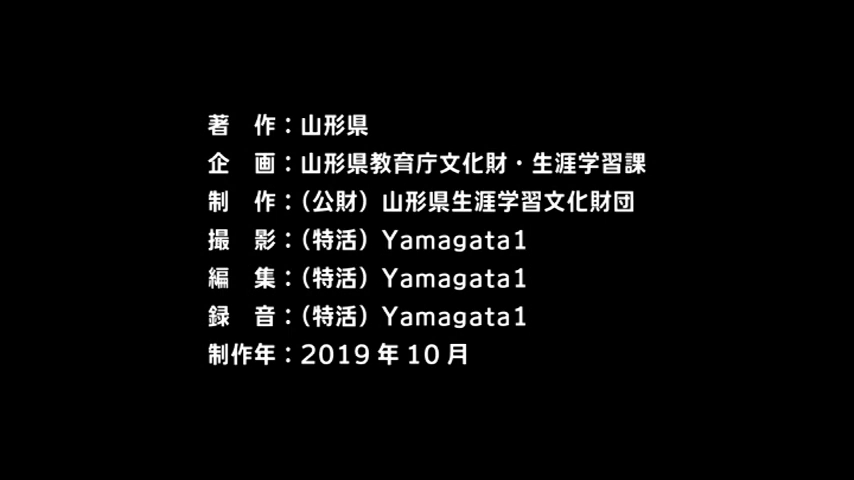 著　作：山形県
企　画：山形県教育庁文化財・生涯学習課
制　作：（公財）山形県生涯学習文化財団
撮　影：（特活）Yamagata1
編　集：（特活）Yamagata1
録　音：（特活）Yamagata1
制作年：2019年10月